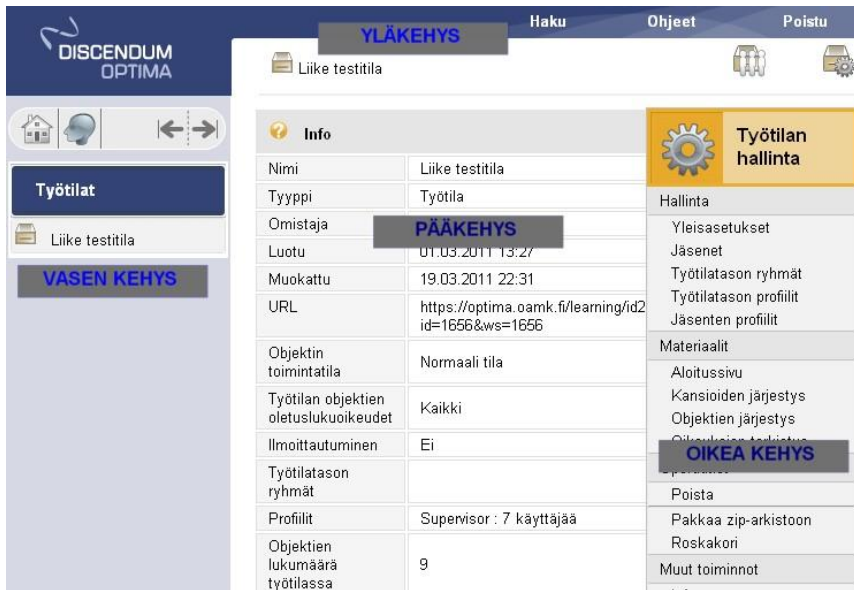 Haku Ohjeet Poistu
YLÄKEHYS
DISCENDUM
OPTIMA
Liike testitila
Työtilat
Liike testitila
VASEN KEHYS
Info
Nimi Liike testitila
Tyyppi Työtila
Omistaja
PÄÄKEHYS
Luotu 01.03.2011 13:27
Muokattu 19.03.2011 22:31
URL https://optima.oamk.fi/learning/id2
id=1656&ws=1656
Objektin
toimintatila
Normaali tila
Työtilan objektien
oletuslukuoikeudet
Kaikki
Ilmoittautuminen Ei
Työtilatason
ryhmät
Profiilit Supervisor : 7 käyttäjää
Objektien
lukumäärä
työtilassa
9
Työtilan
hallinta
Hallinta
Yleisasetukset
Jäsenet
Työtilatason ryhmät
Työtilatason profiilit
Jäsenten profiilit
Materiaalit
Aloitussivu
Kansioiden järjestys
Objektien järjestys
OIKEA KEHYS
Poista
Pakkaa zip-arkistoon
Roskakori
Muut toiminnot